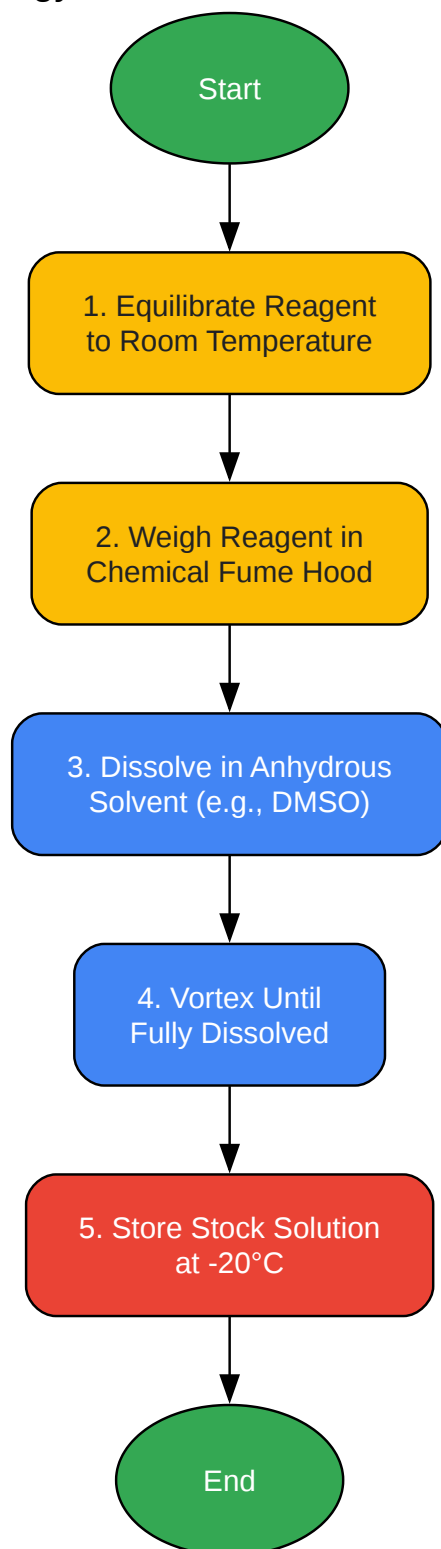 Start
1. Equilibrate Reagent
to Room Temperature
2. Weigh Reagent in
Chemical Fume Hood
3. Dissolve in Anhydrous
Solvent (e.g., DMSO)
4. Vortex Until
Fully Dissolved
5. Store Stock Solution
at -20°C
End